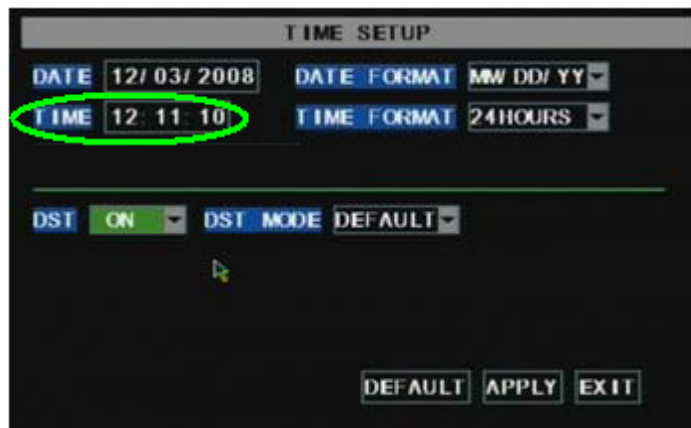 TIME SETUP
DATE 12/03/2008 DATE FORMAT MM/DD/YY
TIME 12:11:10 TIME FORMAT 24HOURS
DST ON DST MODE DEFAULT
DEFAULT APPLY EXIT